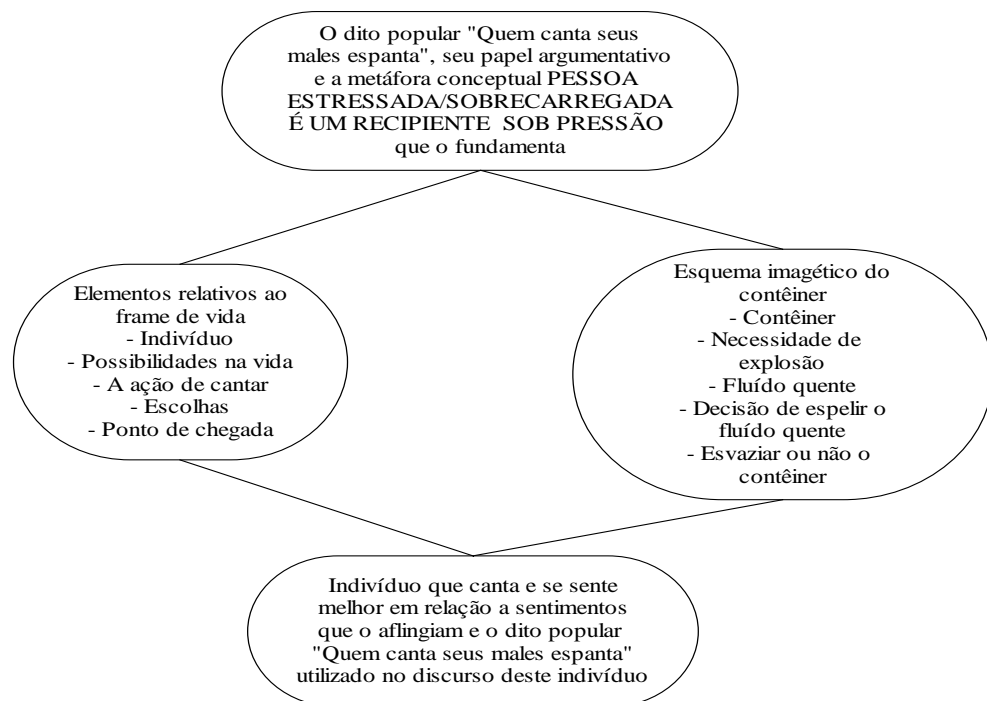 O dito popular "Quem canta seus
males espanta", seu papel argumentativo
e a metáfora conceptual PESSOA
ESTRESSADA/SOBRECARREGADA
É UM RECIPIENTE SOB PRESSÃO
que o fundamenta
Elementos relativos ao
frame de vida
- Indivíduo
- Possibilidades na vida
- A ação de cantar
- Escolhas
- Ponto de chegada
Esquema imagético do
contêiner
- Contêiner
- Necessidade de
explosão
- Fluído quente
- Decisão de espelir o
fluído quente
- Esvaziar ou não o
contêiner
Indivíduo que canta e se sente
melhor em relação a sentimentos
que o aflingiam e o dito popular
"Quem canta seus males espanta"
utilizado no discurso deste indivíduo